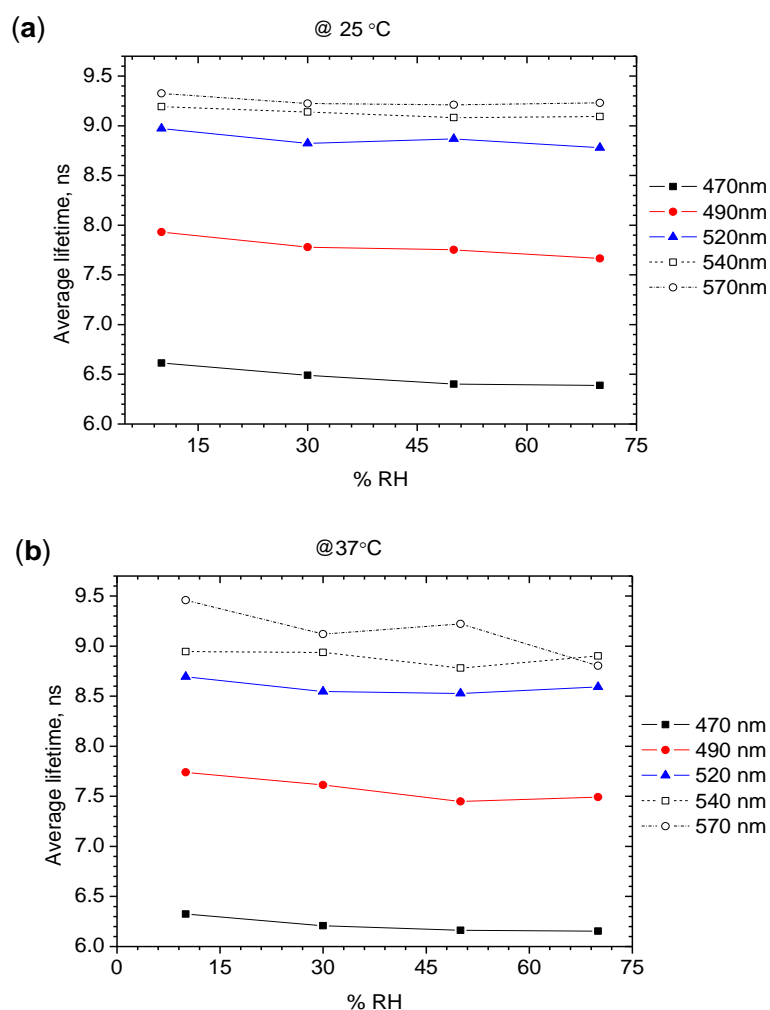 (a)
@ 25 °C
9.5
9.0
8.5
8.0
7.5
7.0
6.5
6.0
Average lifetime, ns
15 30 45 60 75
% RH
470nm
490nm
520nm
540nm
570nm
(b)
@37°C
9.5
9.0
8.5
8.0
7.5
7.0
6.5
6.0
Average lifetime, ns
0 15 30 45 60 75
% RH
470 nm
490 nm
520 nm
540 nm
570 nm